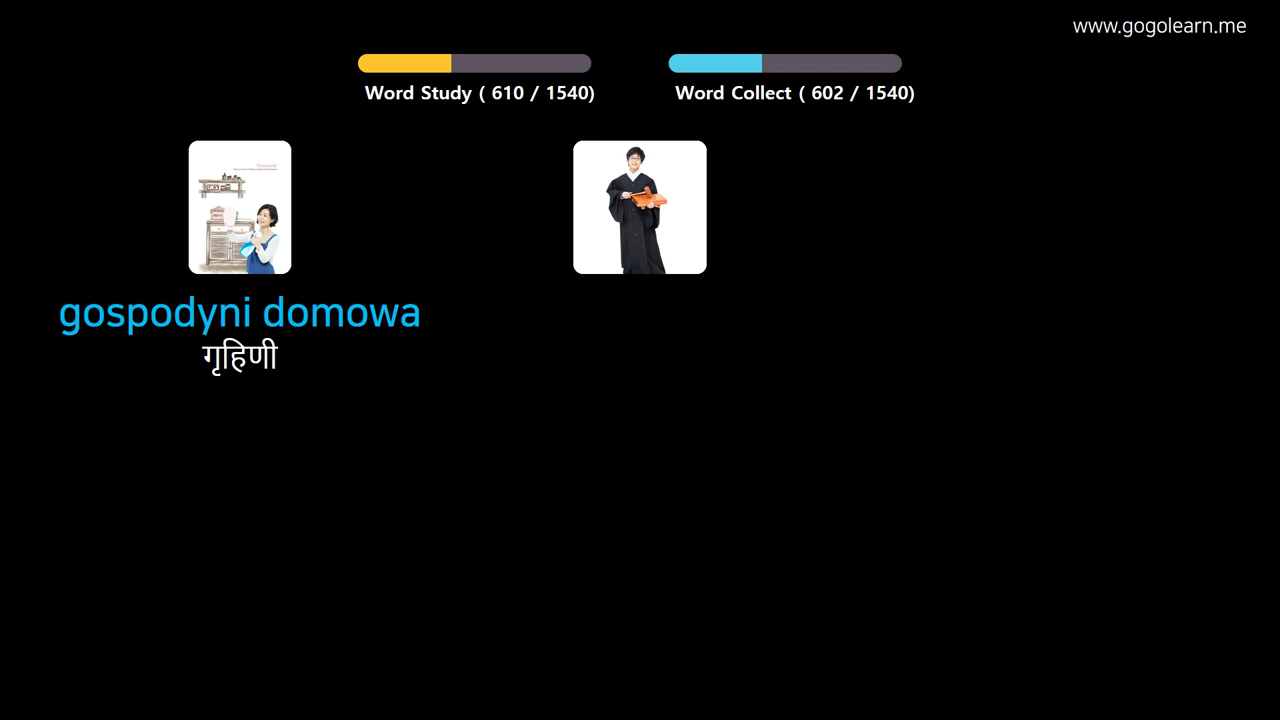 www.gogolearn.me
Word Study ( 610 / 1540)
Word Collect ( 602 / 1540)
gospodyni domowa
गृहिणी